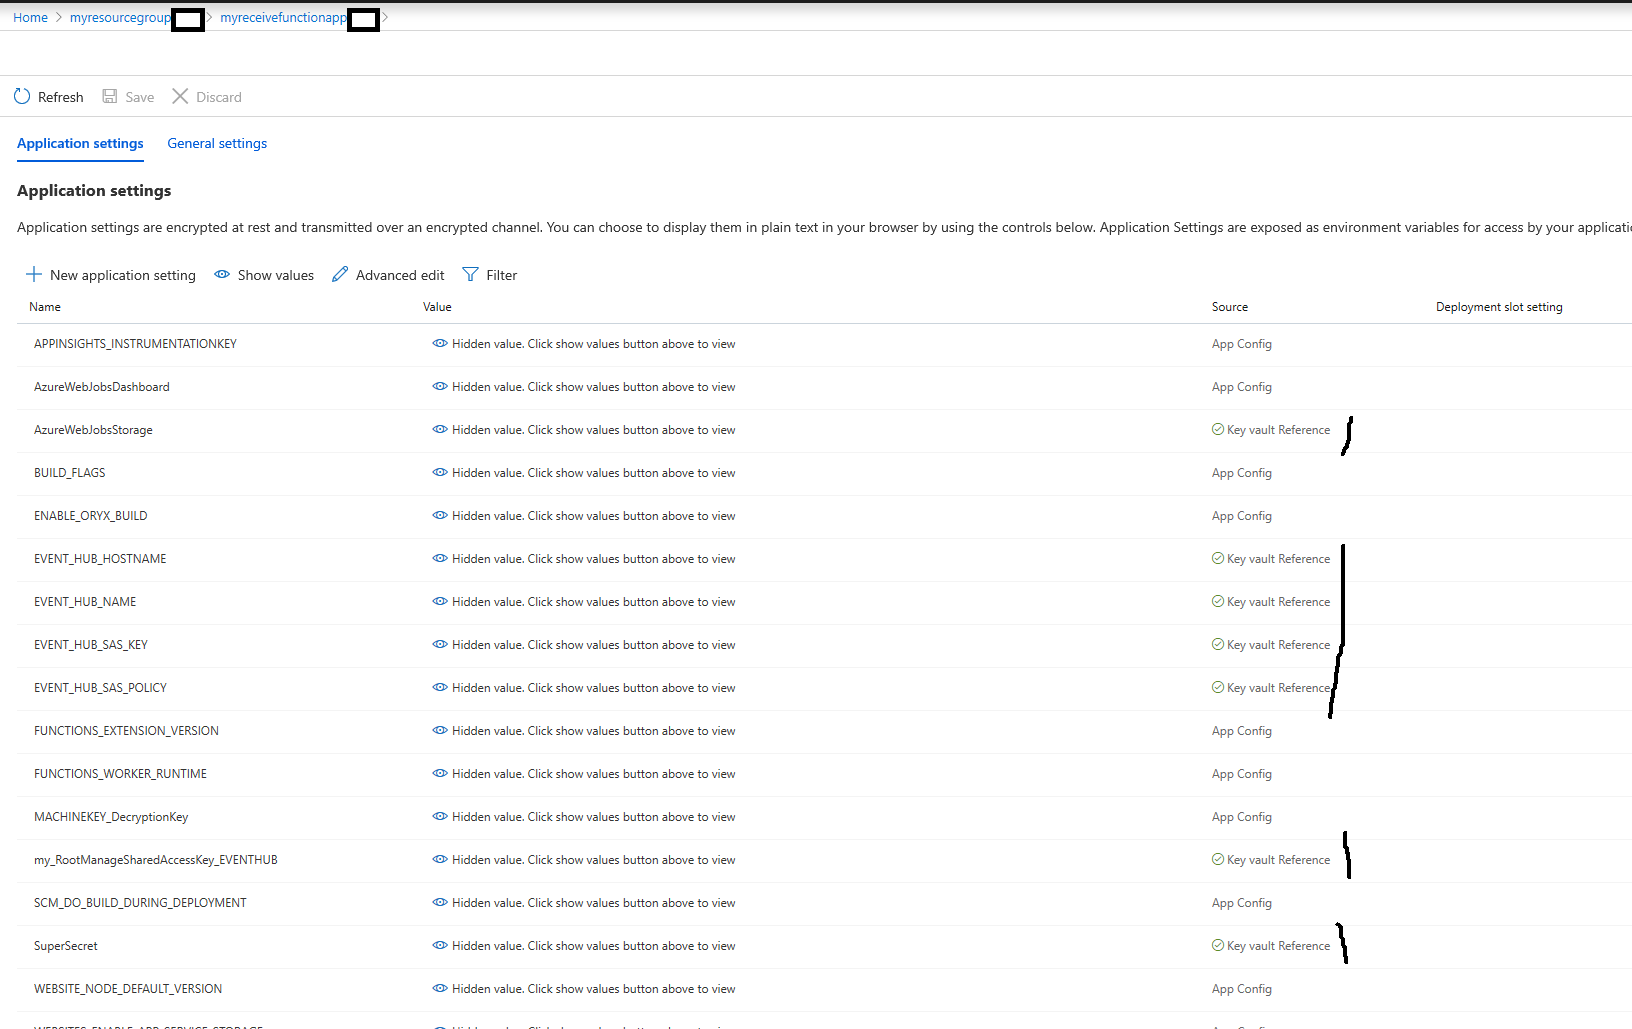 Home > myresourcegroup > myreceivefunctionapp >
Refresh Save Discard
Application settings General settings
Application settings
Application settings are encrypted at rest and transmitted over an encrypted channel. You can choose to display them in plain text in your browser by using the controls below. Application Settings are exposed as environment variables for access by your applicati
New application setting Show values Advanced edit Filter
Name Value Source Deployment slot setting
APPINSIGHTS_INSTRUMENTATIONKEY Hidden value. Click show values button above to view App Config
AzureWebJobsDashboard Hidden value. Click show values button above to view App Config
AzureWebJobsStorage Hidden value. Click show values button above to view Key vault Reference
BUILD_FLAGS Hidden value. Click show values button above to view App Config
ENABLE_ORYX_BUILD Hidden value. Click show values button above to view App Config
EVENT_HUB_HOSTNAME Hidden value. Click show values button above to view Key vault Reference
EVENT_HUB_NAME Hidden value. Click show values button above to view Key vault Reference
EVENT_HUB_SAS_KEY Hidden value. Click show values button above to view Key vault Reference
EVENT_HUB_SAS_POLICY Hidden value. Click show values button above to view Key vault Reference
FUNCTIONS_EXTENSION_VERSION Hidden value. Click show values button above to view App Config
FUNCTIONS_WORKER_RUNTIME Hidden value. Click show values button above to view App Config
MACHINEKEY_DecryptionKey Hidden value. Click show values button above to view App Config
my_RootManageSharedAccessKey_EVENTHUB Hidden value. Click show values button above to view Key vault Reference
SCM_DO_BUILD_DURING_DEPLOYMENT Hidden value. Click show values button above to view App Config
SuperSecret Hidden value. Click show values button above to view Key vault Reference
WEBSITE_NODE_DEFAULT_VERSION Hidden value. Click show values button above to view App Config